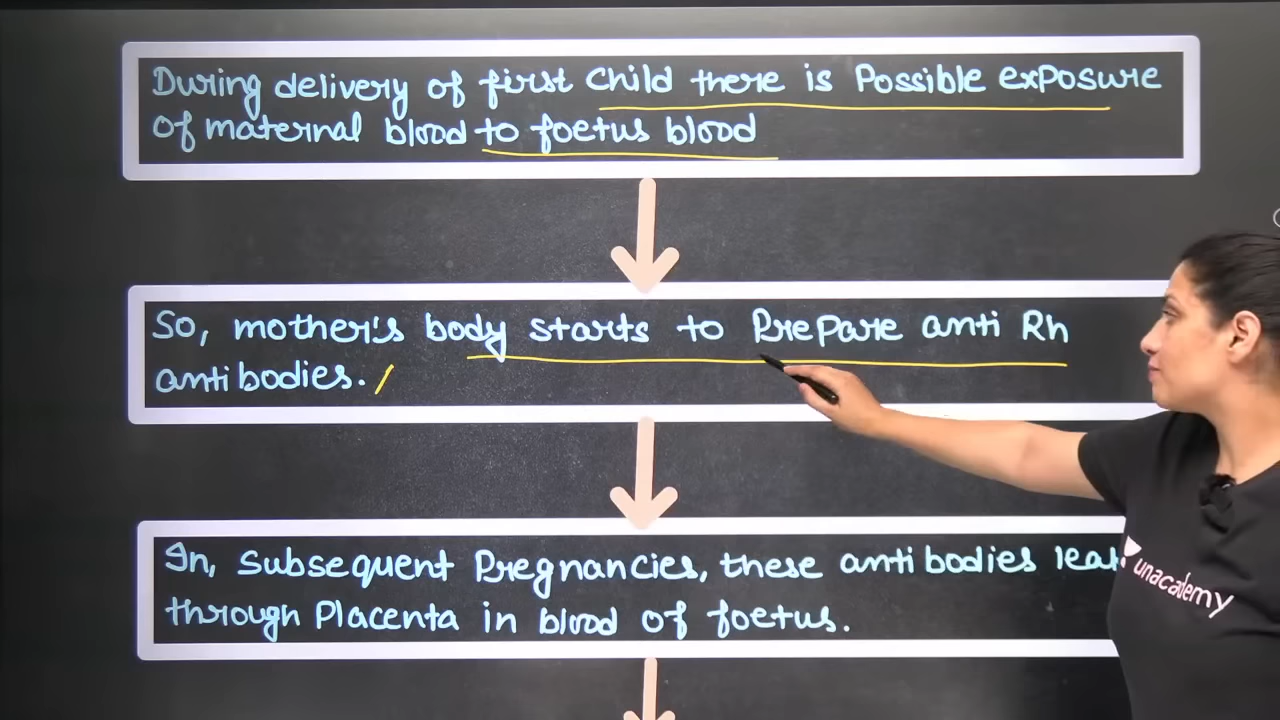 During delivery of first child there is possible exposure
of maternal blood to foetus blood
So, mother's body starts to Prepare anti Rh
antibodies.
In, subsequent Pregnancies, these antibodies leak
through Placenta in blood of foetus.
unacademy